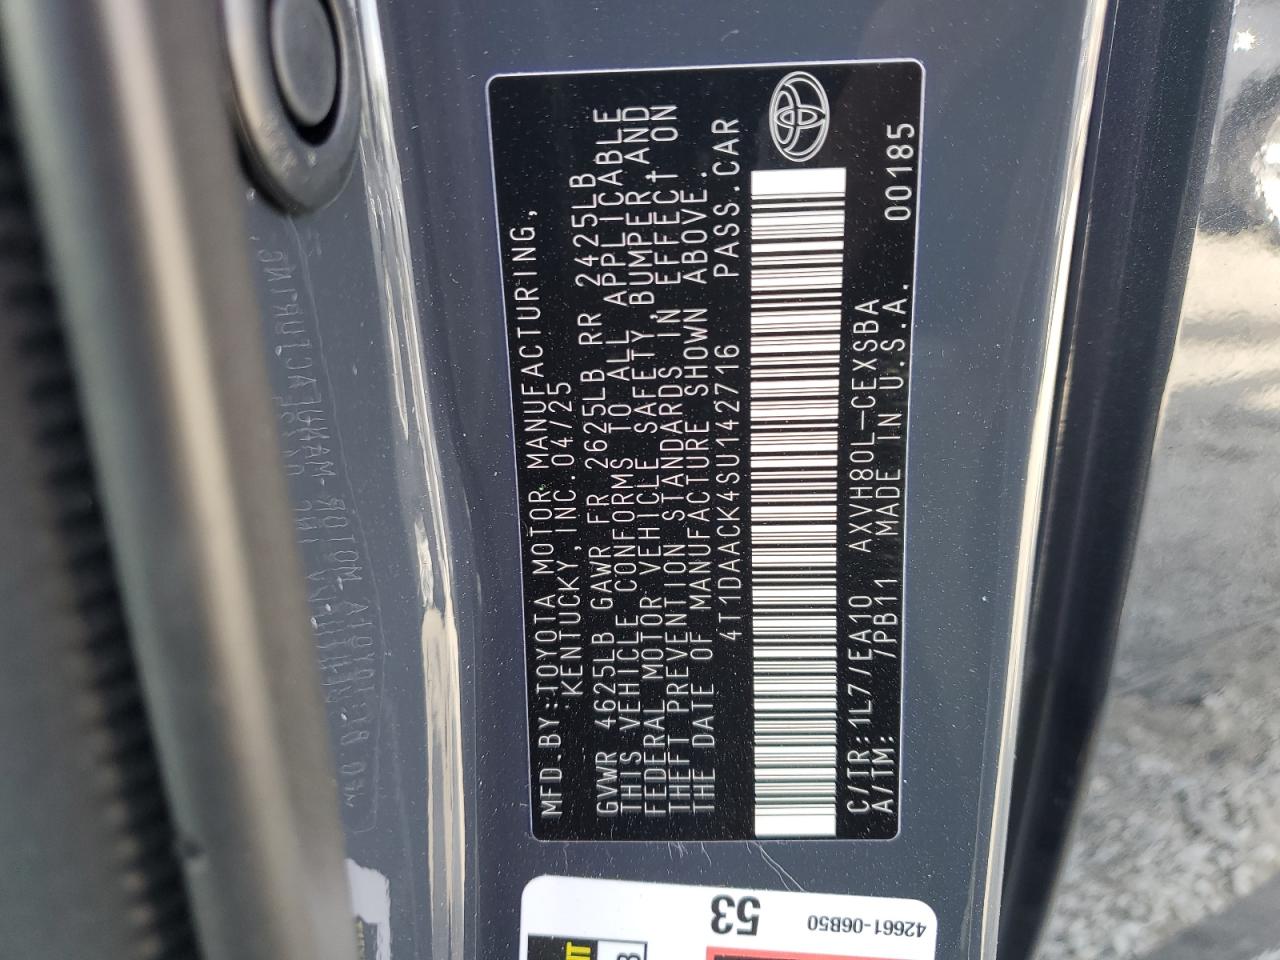 MFD.BY:TOYOTA MOTOR MANUFACTURING,
KENTUCKY,INC.04/25
GVWR 4625LB GAWR FR 2625LB RR 2425LB
THIS VEHICLE CONFORMS TO ALL APPLICABLE
FEDERAL MOTOR VEHICLE SAFETY, BUMPER, AND
THEFT PREVENTION STANDARDS IN EFFECT ON
THE DATE OF MANUFACTURE SHOWN ABOVE.
4T1DAACK4SU142716 PASS.CAR
C/TR:1L7/EA10 AXVH80L-CEXSBA
A/TM: /PB11 MADE IN U.S.A. 00185
53
42661-06B50